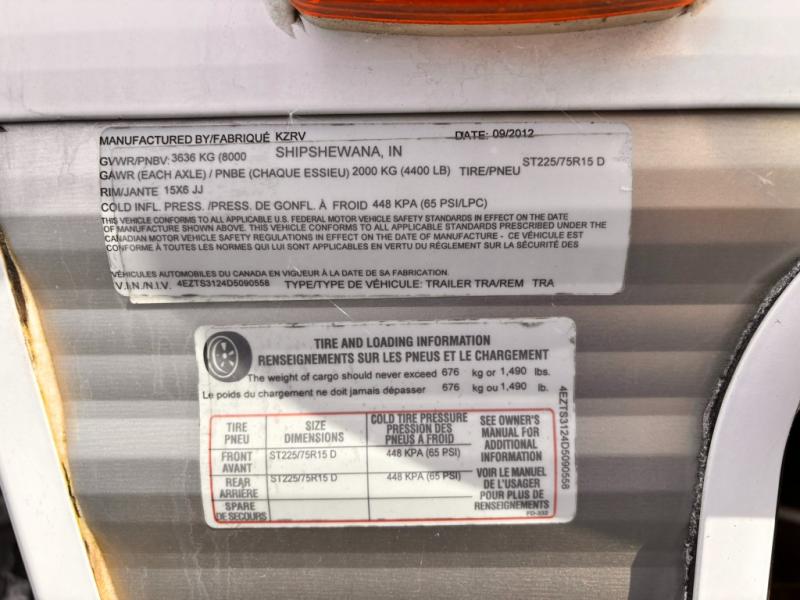 MANUFACTURED BY/FABRIQUÉ KZRV DATE: 09/2012
GVWR/PNBV: 3636 KG (8000 SHIPSHEWANA, IN
GAWR (EACH AXLE) / PNBE (CHAQUE ESSIEU) 2000 KG (4400 LB) TIRE/PNEU ST225/75R15 D
RIM/JANTE 15X6 JJ
COLD INFL. PRESS. /PRESS. DE GONFL. À FROID 448 KPA (65 PSI/LPC)
THIS VEHICLE CONFORMS TO ALL APPLICABLE U.S. FEDERAL MOTOR VEHICLE SAFETY STANDARDS IN EFFECT ON THE DATE
OF MANUFACTURE SHOWN ABOVE. THIS VEHICLE CONFORMS TO ALL APPLICABLE STANDARDS PRESCRIBED UNDER THE
CANADIAN MOTOR VEHICLE SAFETY REGULATIONS IN EFFECT ON THE DATE OF MANUFACTURE - CE VÉHICULE EST
CONFORME À TOUTES LES NORMES QUI LUI SONT APPLICABLES EN VERTU DU RÉGLEMENT SUR LA SÉCURITÉ DES
VÉHICULES AUTOMOBILES DU CANADA EN VIGUEUR À LA DATE DE SA FABRICATION.
V.I.N./N.I.V. 4EZTS3124D5090558 TYPE/TYPE DE VÉHICULE: TRAILER TRA/REM TRA
TIRE AND LOADING INFORMATION
RENSEIGNEMENTS SUR LES PNEUS ET LE CHARGEMENT
The weight of cargo should never exceed 676 kg or 1,490 lbs.
Le poids du chargement ne doit jamais dépasser 676 kg ou 1,490 lb.
TIRE
PNEU
SIZE
DIMENSIONS
COLD TIRE PRESSURE
PRESSION DES
PNEUS À FROID
FRONT
AVANT
ST225/75R15 D
448 KPA (65 PSI)
REAR
ARRIÈRE
ST225/75R15 D
448 KPA (65 PSI)
SPARE
DE SECOURS
SEE OWNER'S
MANUAL FOR
ADDITIONAL
INFORMATION
VOIR LE MANUEL
DE L'USAGER
POUR PLUS DE
RENSEIGNEMENTS
FD-332
4EZTS3124D5090558